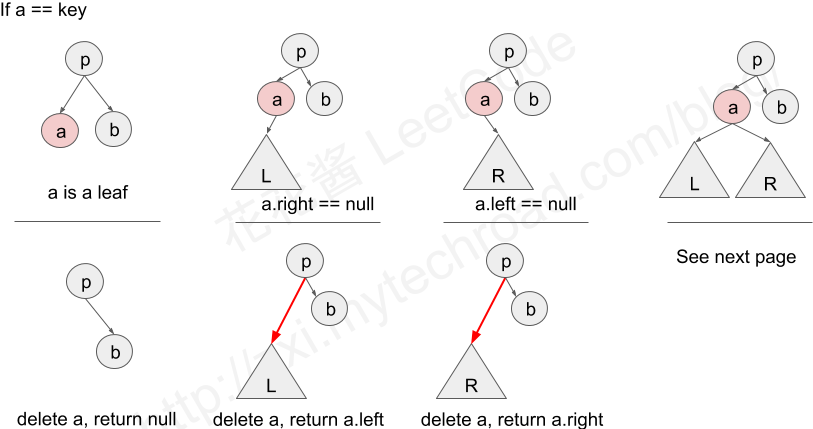 If a == key
p
a
b
a is a leaf
p
a
b
L
a.right == null
p
a
b
R
a.left == null
p
a
b
L
R
See next page
p
b
delete a, return null
p
b
L
delete a, return a.left
p
b
R
delete a, return a.right
花花酱 LeetCode
http://zxi.mytechroad.com/blog/